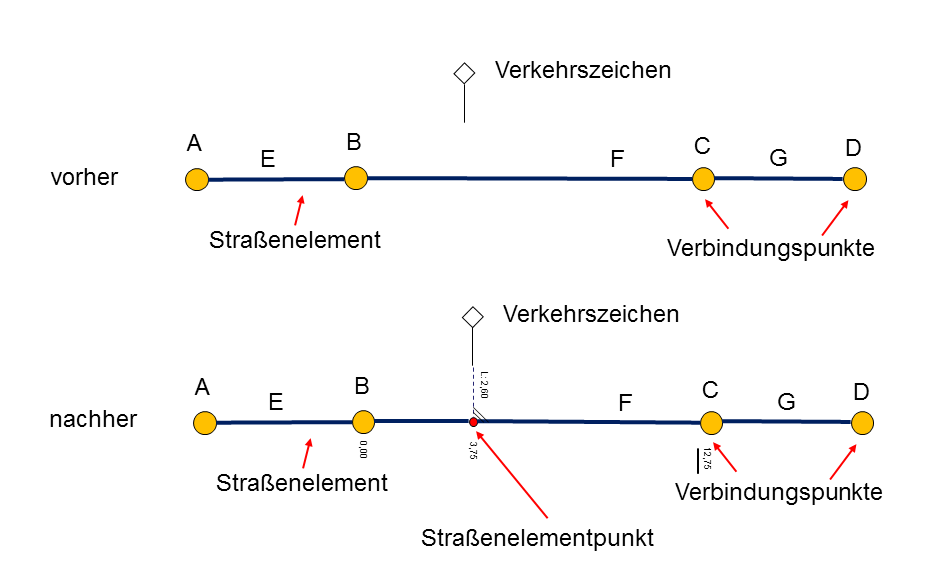 Verkehrszeichen
A
E
B
F
C
G
D
vorher
Straßenelement
Verbindungspunkte
Verkehrszeichen
L: 2,60
A
E
B
F
C
G
D
nachher
0,00
3,75
12,75
Straßenelement
Verbindungspunkte
Straßenelementpunkt